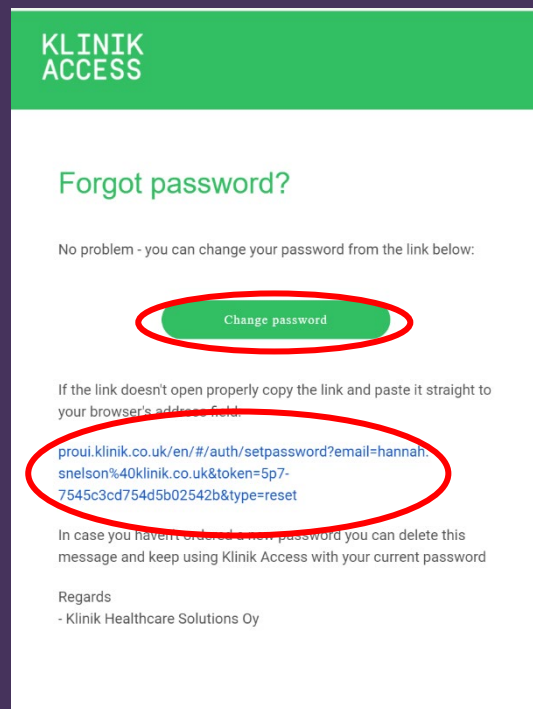 KLINIK
ACCESS
Forgot password?
No problem - you can change your password from the link below:
Change password
If the link doesn't open properly copy the link and paste it straight to
your browser's address field:
proui.klinik.co.uk/en/#/auth/setpassword?email=hannah.
snelson%40klinik.co.uk&token=5p7-
7545c3cd754d5b02542b&type=reset
In case you haven't ordered a new password you can delete this
message and keep using Klinik Access with your current password
Regards
- Klinik Healthcare Solutions Oy